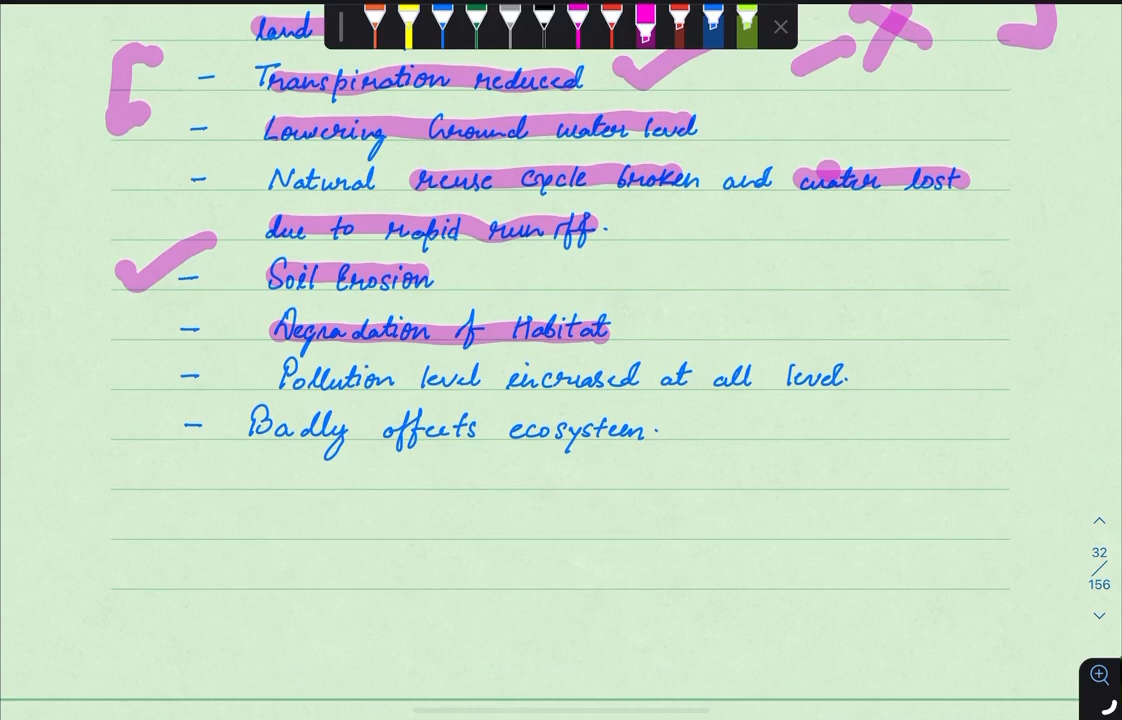 land
- Transpiration reduced
- Lowering Ground water level
- Natural reuse cycle broken and water lost
due to rapid run off.
- Soil Erosion
- Degradation of Habitat
- Pollution level increased at all level.
- Badly affects ecosystem.
32
156